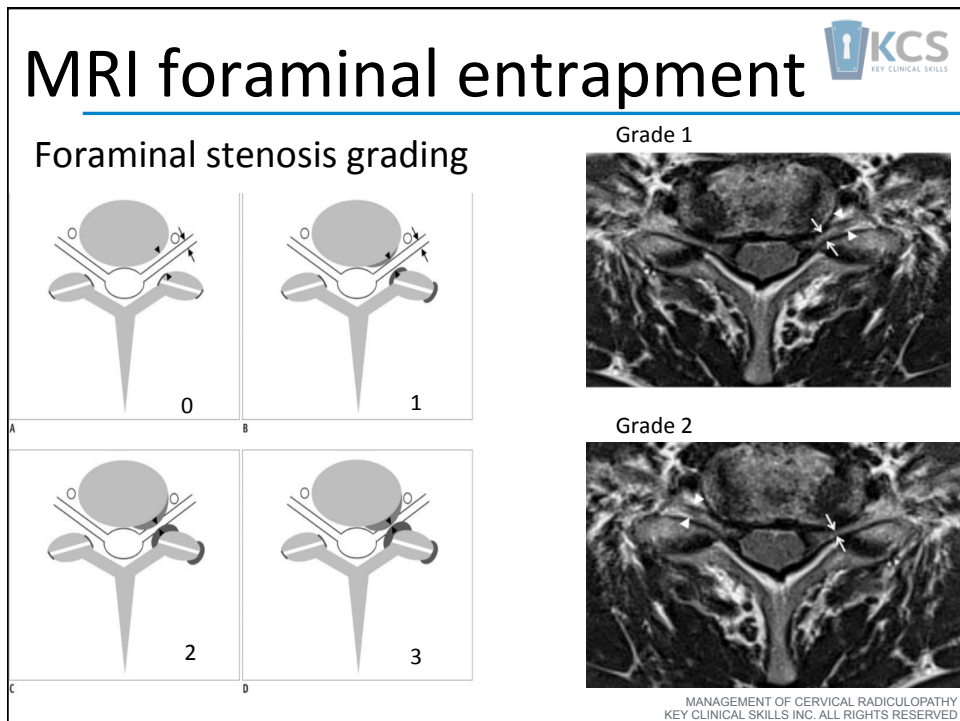 MRI foraminal entrapment
KCS
KEY CLINICAL SKILLS
Foraminal stenosis grading
Grade 1
0
1
A
B
Grade 2
2
3
C
D
MANAGEMENT OF CERVICAL RADICULOPATHY
KEY CLINICAL SKILLS INC. ALL RIGHTS RESERVED